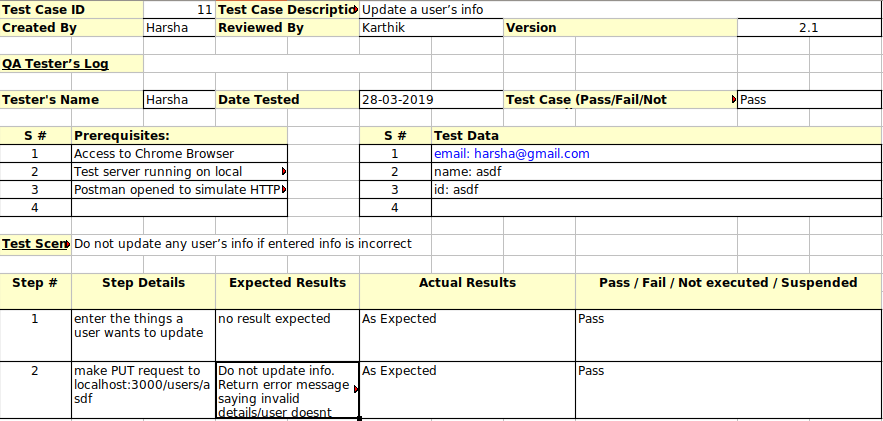 Test Case ID 11 Test Case Descriptio Update a user’s info
Created By Harsha Reviewed By Karthik Version 2.1
QA Tester’s Log
Tester's Name Harsha Date Tested 28-03-2019 Test Case (Pass/Fail/Not Pass
S # Prerequisites: S # Test Data
1 Access to Chrome Browser 1 email: harsha@gmail.com
2 Test server running on local 2 name: asdf
3 Postman opened to simulate HTTP 3 id: asdf
4 4
Test Scen Do not update any user’s info if entered info is incorrect
Step # Step Details Expected Results Actual Results Pass / Fail / Not executed / Suspended
1 enter the things a no result expected As Expected Pass
user wants to update
2 make PUT request to Do not update info. As Expected Pass
localhost:3000/users/a Return error message
sdf saying invalid
details/user doesnt